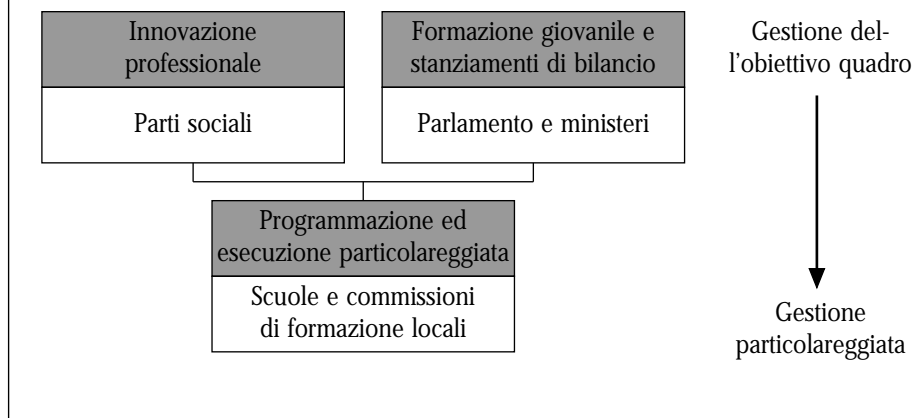 Innovazione
professionale
Parti sociali
Formazione giovanile e
stanziamenti di bilancio
Parlamento e ministeri
Gestione del-
l'obiettivo quadro
Programmazione ed
esecuzione particolareggiata
Scuole e commissioni
di formazione locali
Gestione
particolareggiata